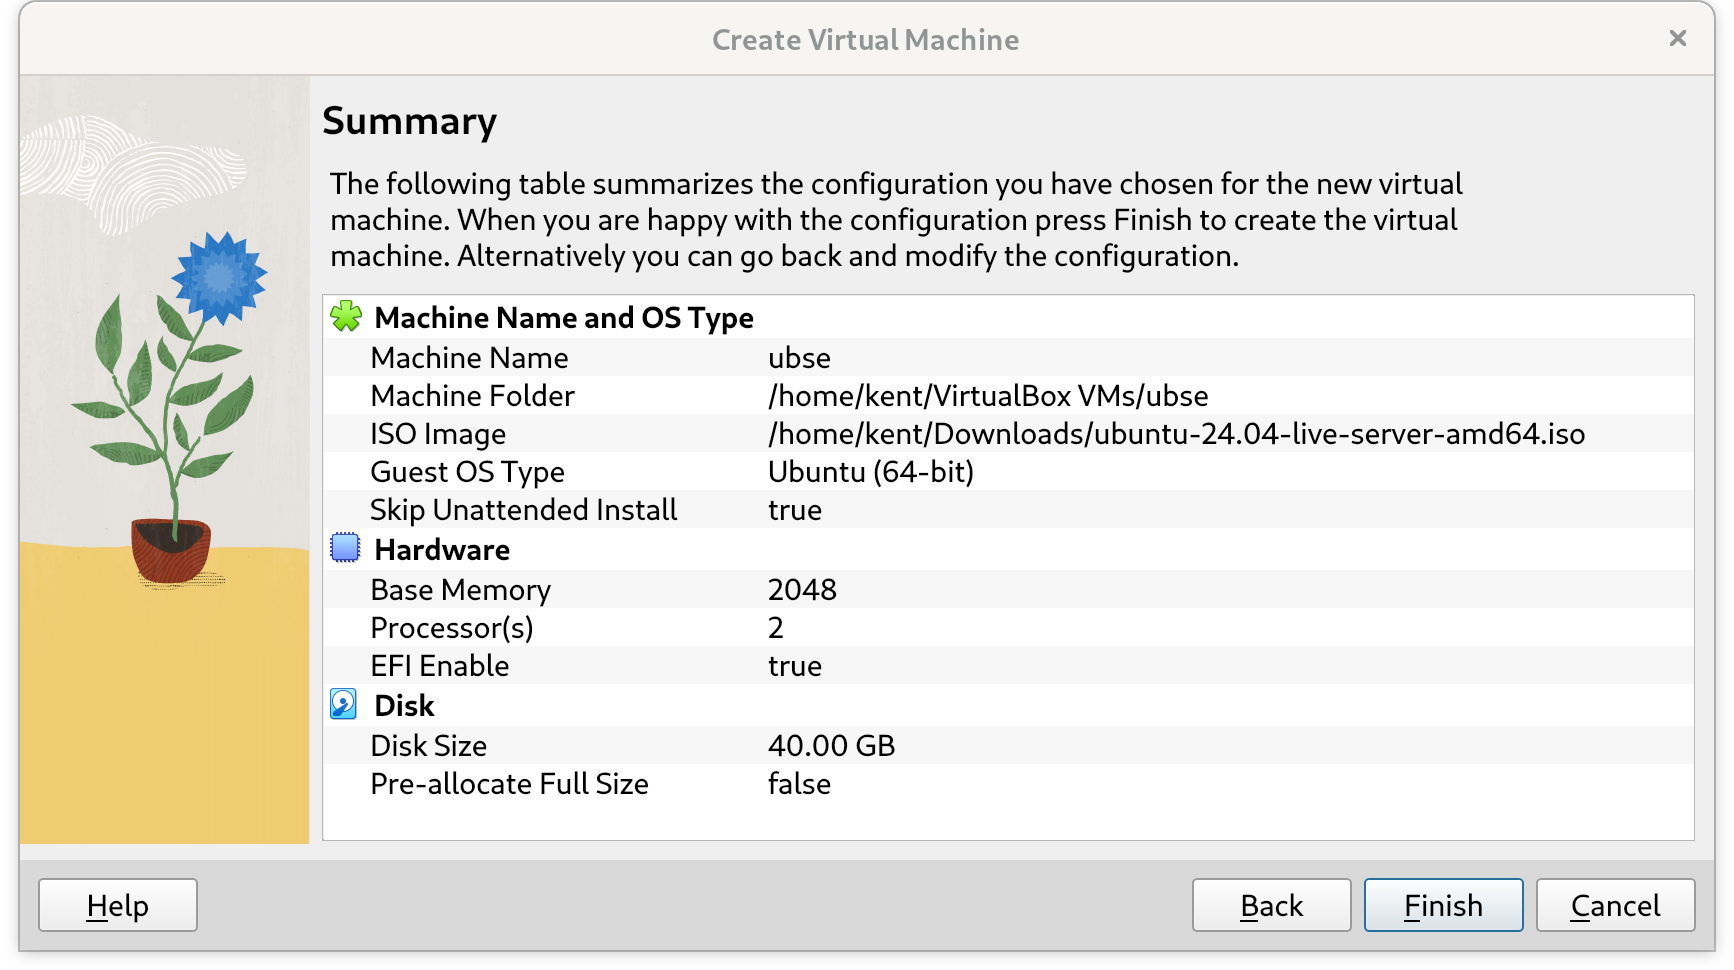 Create Virtual Machine
Summary
The following table summarizes the configuration you have chosen for the new virtual
machine. When you are happy with the configuration press Finish to create the virtual
machine. Alternatively you can go back and modify the configuration.
Machine Name and OS Type
Machine Name ubse
Machine Folder /home/kent/VirtualBox VMs/ubse
ISO Image /home/kent/Downloads/ubuntu-24.04-live-server-amd64.iso
Guest OS Type Ubuntu (64-bit)
Skip Unattended Install true
Hardware
Base Memory 2048
Processor(s) 2
EFI Enable true
Disk
Disk Size 40.00 GB
Pre-allocate Full Size false
Help Back Finish Cancel